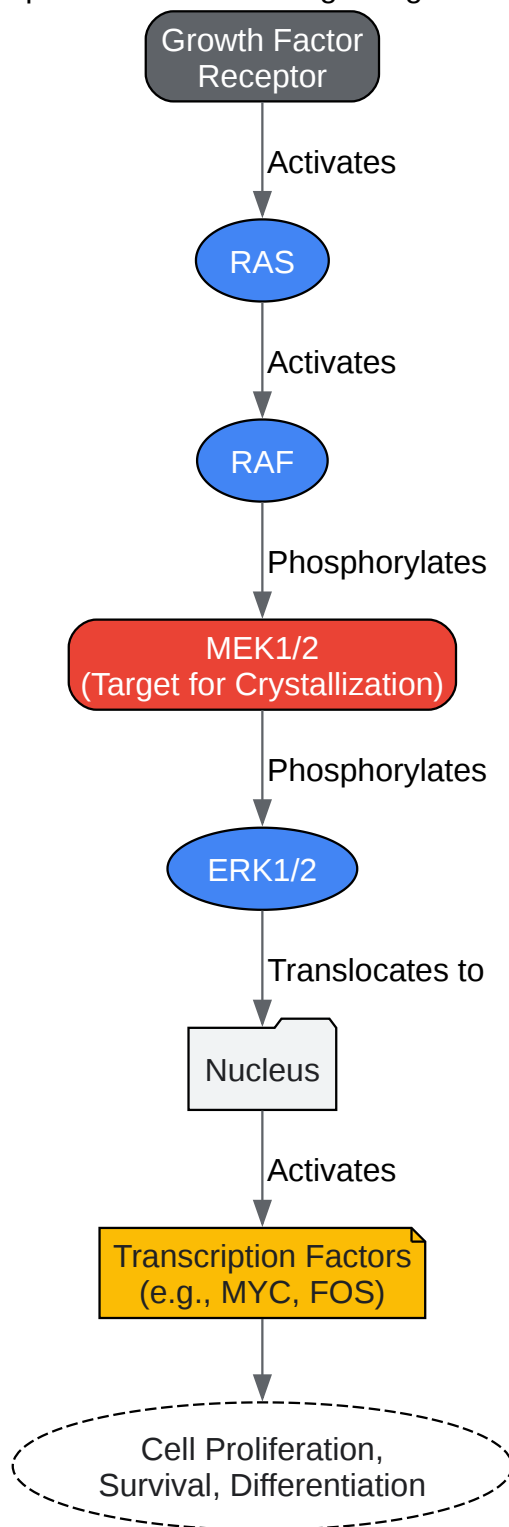 Growth Factor
Receptor
Activates
RAS
Activates
RAF
Phosphorylates
MEK1/2
(Target for Crystallization)
Phosphorylates
ERK1/2
Translocates to
Nucleus
Activates
Transcription Factors
(e.g., MYC, FOS)
Cell Proliferation,
Survival, Differentiation